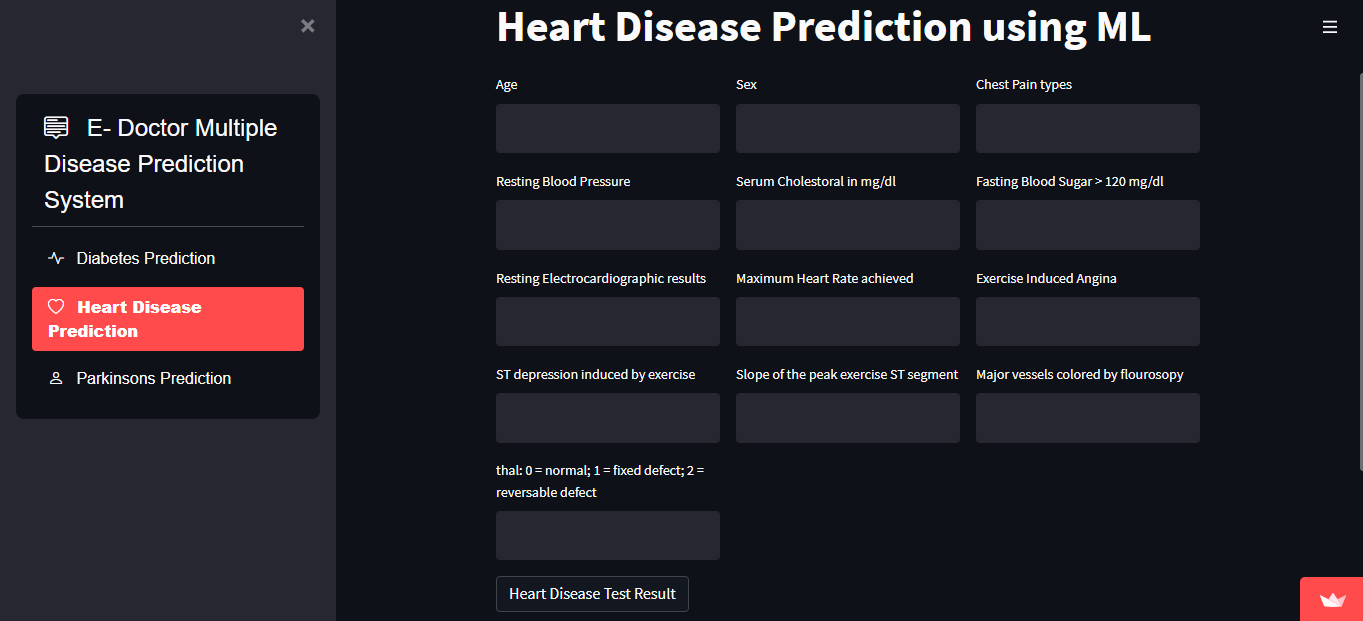 E- Doctor Multiple
Disease Prediction
System
Diabetes Prediction
Heart Disease
Prediction
Parkinsons Prediction
Heart Disease Prediction using ML
Age
Sex
Chest Pain types
Resting Blood Pressure
Serum Cholestoral in mg/dl
Fasting Blood Sugar > 120 mg/dl
Resting Electrocardiographic results
Maximum Heart Rate achieved
Exercise Induced Angina
ST depression induced by exercise
Slope of the peak exercise ST segment
Major vessels colored by flourosopy
thal: 0 = normal; 1 = fixed defect; 2 =
reversable defect
Heart Disease Test Result